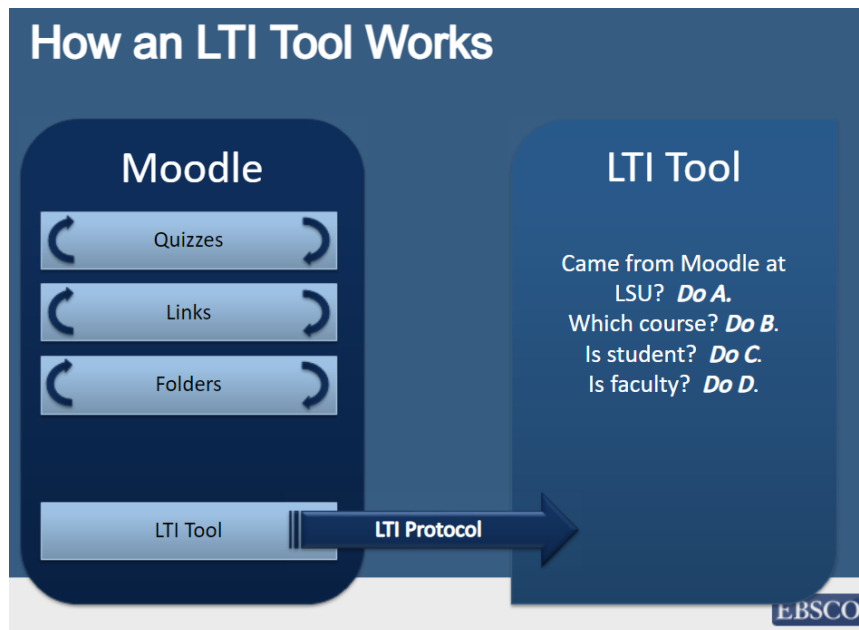 How an LTI Tool Works
Moodle
Quizzes
Links
Folders
LTI Tool
LTI Protocol
LTI Tool
Came from Moodle at
LSU? Do A.
Which course? Do B.
Is student? Do C.
Is faculty? Do D.
EBSCO